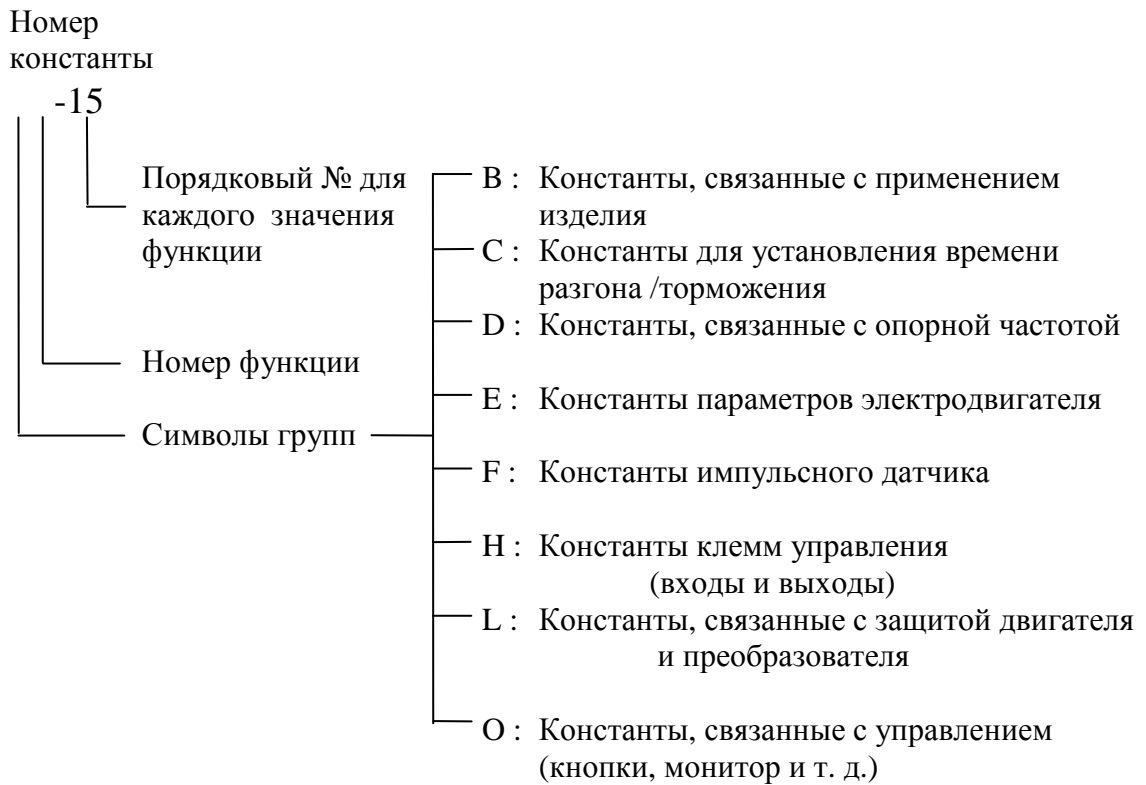 Номер
константы
-15
Порядковый № для
каждого значения
функции
Номер функции
Символы групп
B : Константы, связанные с применением
изделия
C : Константы для установления времени
разгона /торможения
D : Константы, связанные с опорной частотой
E : Константы параметров электродвигателя
F : Константы импульсного датчика
H : Константы клемм управления
(входы и выходы)
L : Константы, связанные с защитой двигателя
и преобразователя
O : Константы, связанные с управлением
(кнопки, монитор и т. д.)